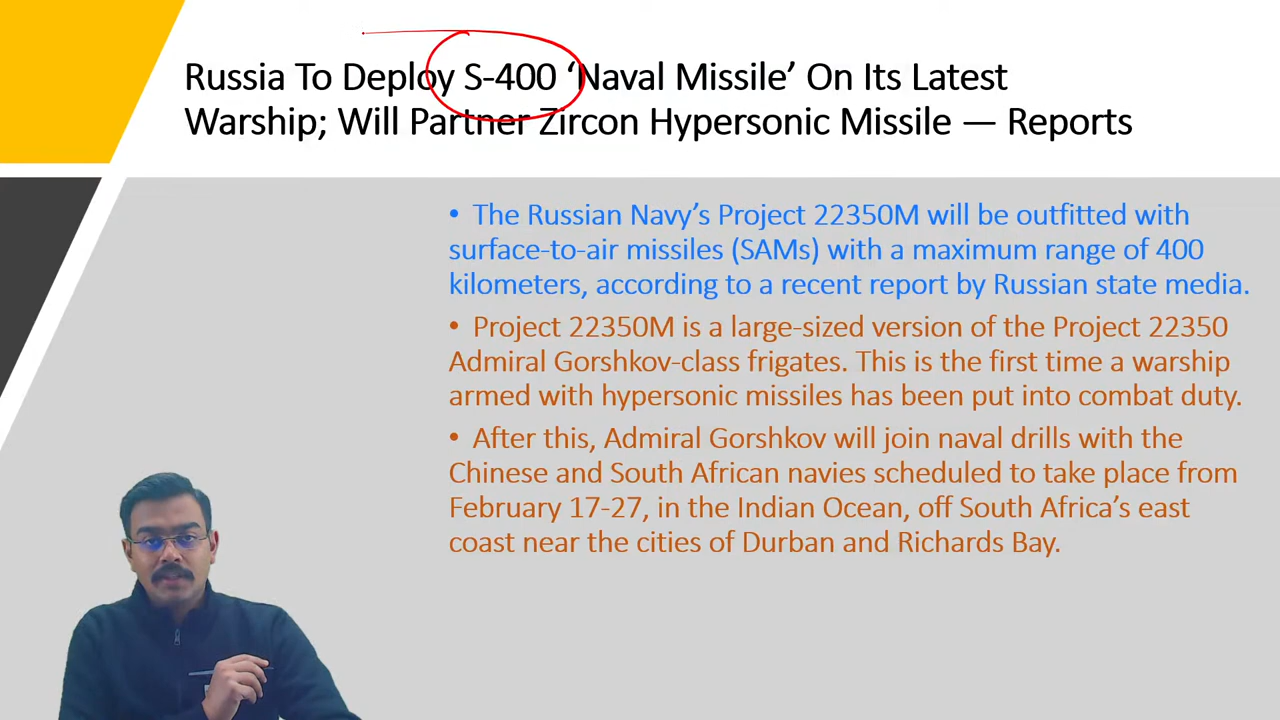 Russia To Deploy S-400 ‘Naval Missile’ On Its Latest
Warship; Will Partner Zircon Hypersonic Missile — Reports
• The Russian Navy’s Project 22350M will be outfitted with
surface-to-air missiles (SAMs) with a maximum range of 400
kilometers, according to a recent report by Russian state media.
• Project 22350M is a large-sized version of the Project 22350
Admiral Gorshkov-class frigates. This is the first time a warship
armed with hypersonic missiles has been put into combat duty.
• After this, Admiral Gorshkov will join naval drills with the
Chinese and South African navies scheduled to take place from
February 17-27, in the Indian Ocean, off South Africa’s east
coast near the cities of Durban and Richards Bay.